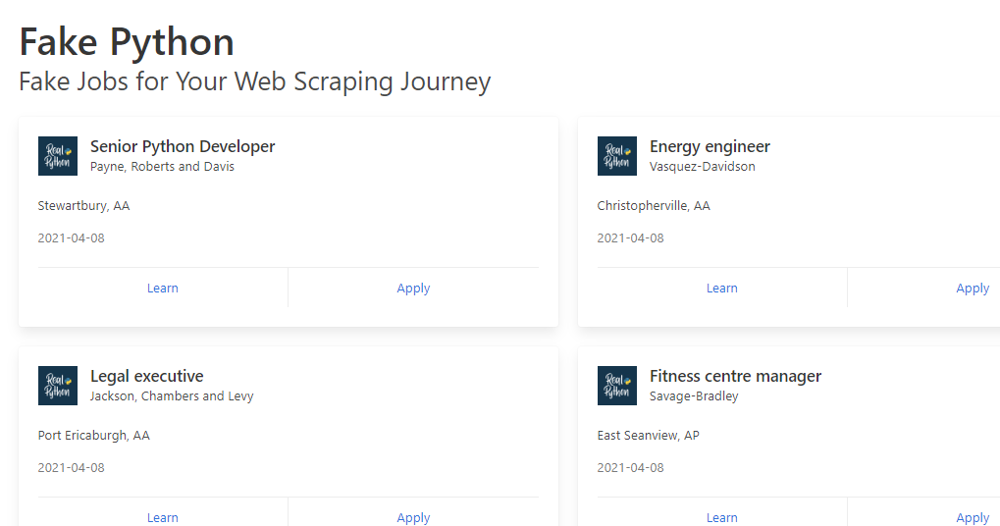 Fake Python
Fake Jobs for Your Web Scraping Journey
Real Python
Senior Python Developer
Payne, Roberts and Davis
Stewartbury, AA
2021-04-08
Learn
Apply
Real Python
Energy engineer
Vasquez-Davidson
Christopherville, AA
2021-04-08
Learn
Apply
Real Python
Legal executive
Jackson, Chambers and Levy
Port Ericaburgh, AA
2021-04-08
Learn
Apply
Real Python
Fitness centre manager
Savage-Bradley
East Seanview, AP
2021-04-08
Learn
Apply